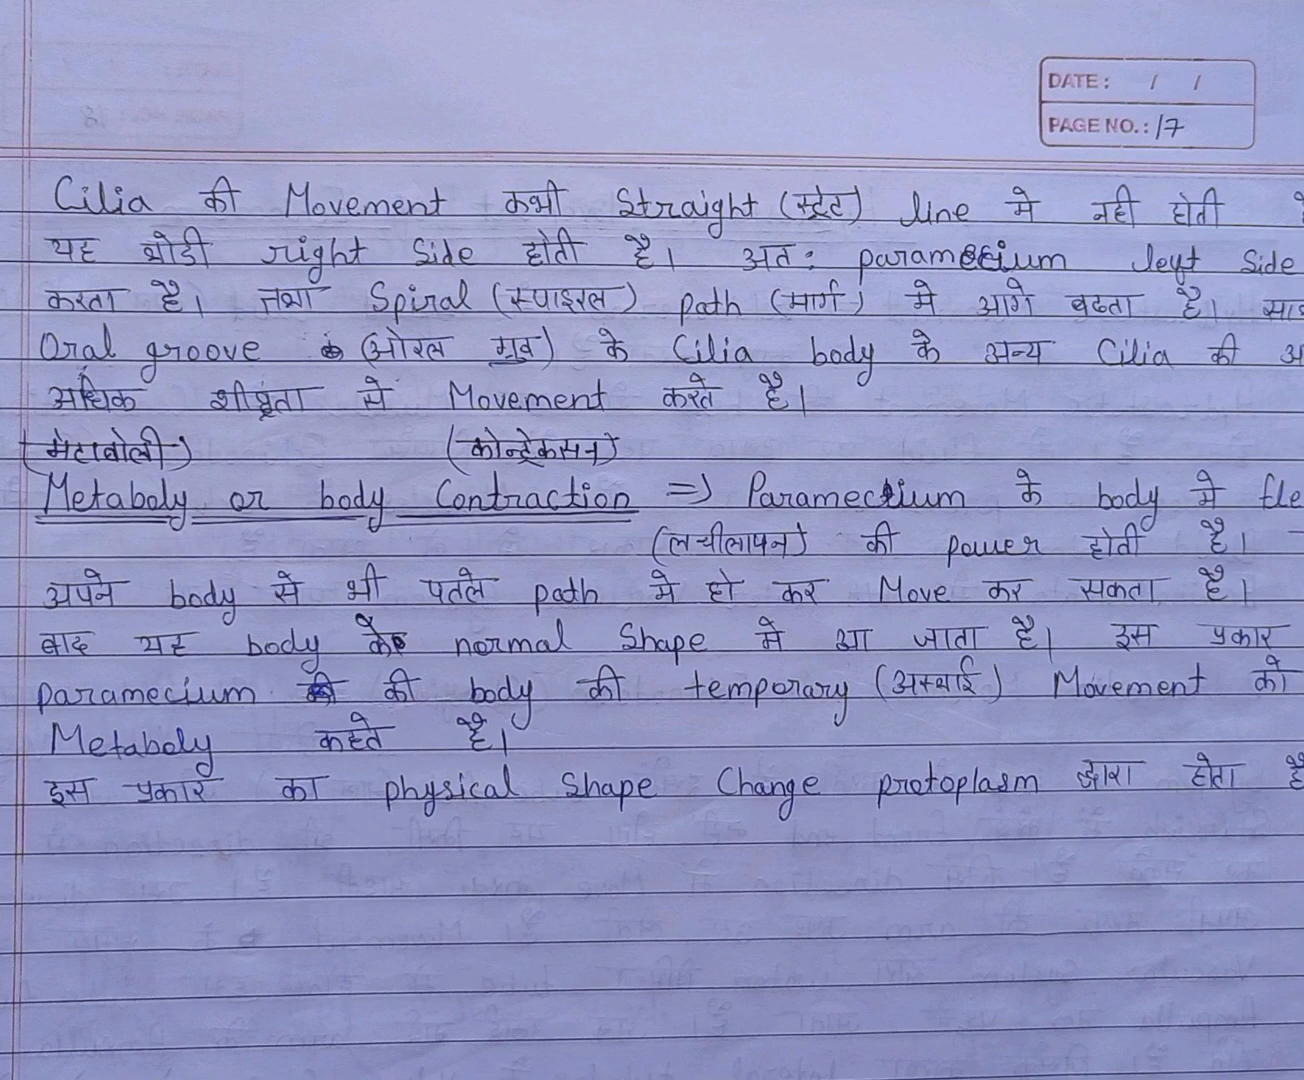 DATE : / /
PAGE NO. : 17
Cilia की Movement कभी Straight (स्ट्रेट) line मे नही होती
यह थोडी right Side होती है। अतः paramecium left Side
करता है। तथा Spiral (स्पाइरल) path (मार्ग) मे आगे बढता है।
Oral groove (ओरल ग्रुव) के Cilia body के अन्य Cilia की
अधिक शीघ्रता से Movement करते है।
(मेटाबोली) (कोन्ट्रेकसन)
Metaboly or body Contraction => Paramecium के body मे
(लचीलापन) की power होती है।
अपने body से भी पतले path मे हो कर Move कर सकता है।
बाद यह body के normal Shape मे आ जाता है। इस प्रकार
paramecium की body की temporary (अस्थाई) Movement को
Metaboly कहते है।
इस प्रकार का physical Shape Change protoplasm द्वारा होता है